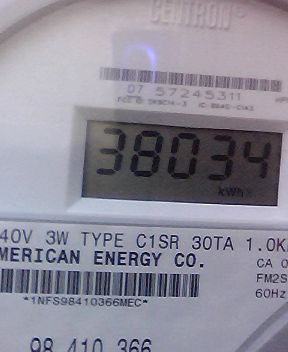 CENTRON®
07 57245311
38034
kWh
40V 3W TYPE C1SR 30TA 1.0K
MERICAN ENERGY CO.
CA 0
FM2S
60Hz
*1NFS98410366MEC*
98 410 366